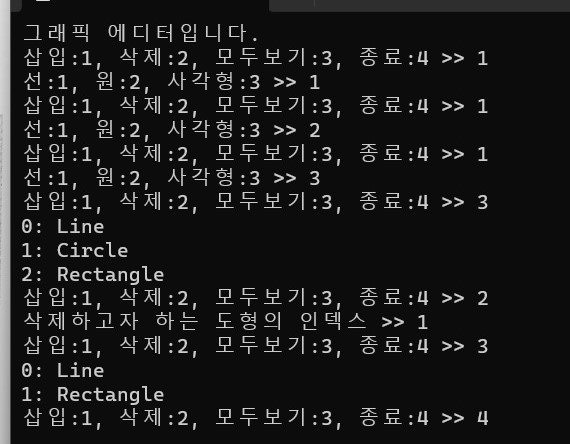 그래픽 에디터입니다.
삽입:1, 삭제:2, 모두보기:3, 종료:4 >> 1
선:1, 원:2, 사각형:3 >> 1
삽입:1, 삭제:2, 모두보기:3, 종료:4 >> 1
선:1, 원:2, 사각형:3 >> 2
삽입:1, 삭제:2, 모두보기:3, 종료:4 >> 1
선:1, 원:2, 사각형:3 >> 3
삽입:1, 삭제:2, 모두보기:3, 종료:4 >> 3
0: Line
1: Circle
2: Rectangle
삽입:1, 삭제:2, 모두보기:3, 종료:4 >> 2
삭제하고자 하는 도형의 인덱스 >> 1
삽입:1, 삭제:2, 모두보기:3, 종료:4 >> 3
0: Line
1: Rectangle
삽입:1, 삭제:2, 모두보기:3, 종료:4 >> 4